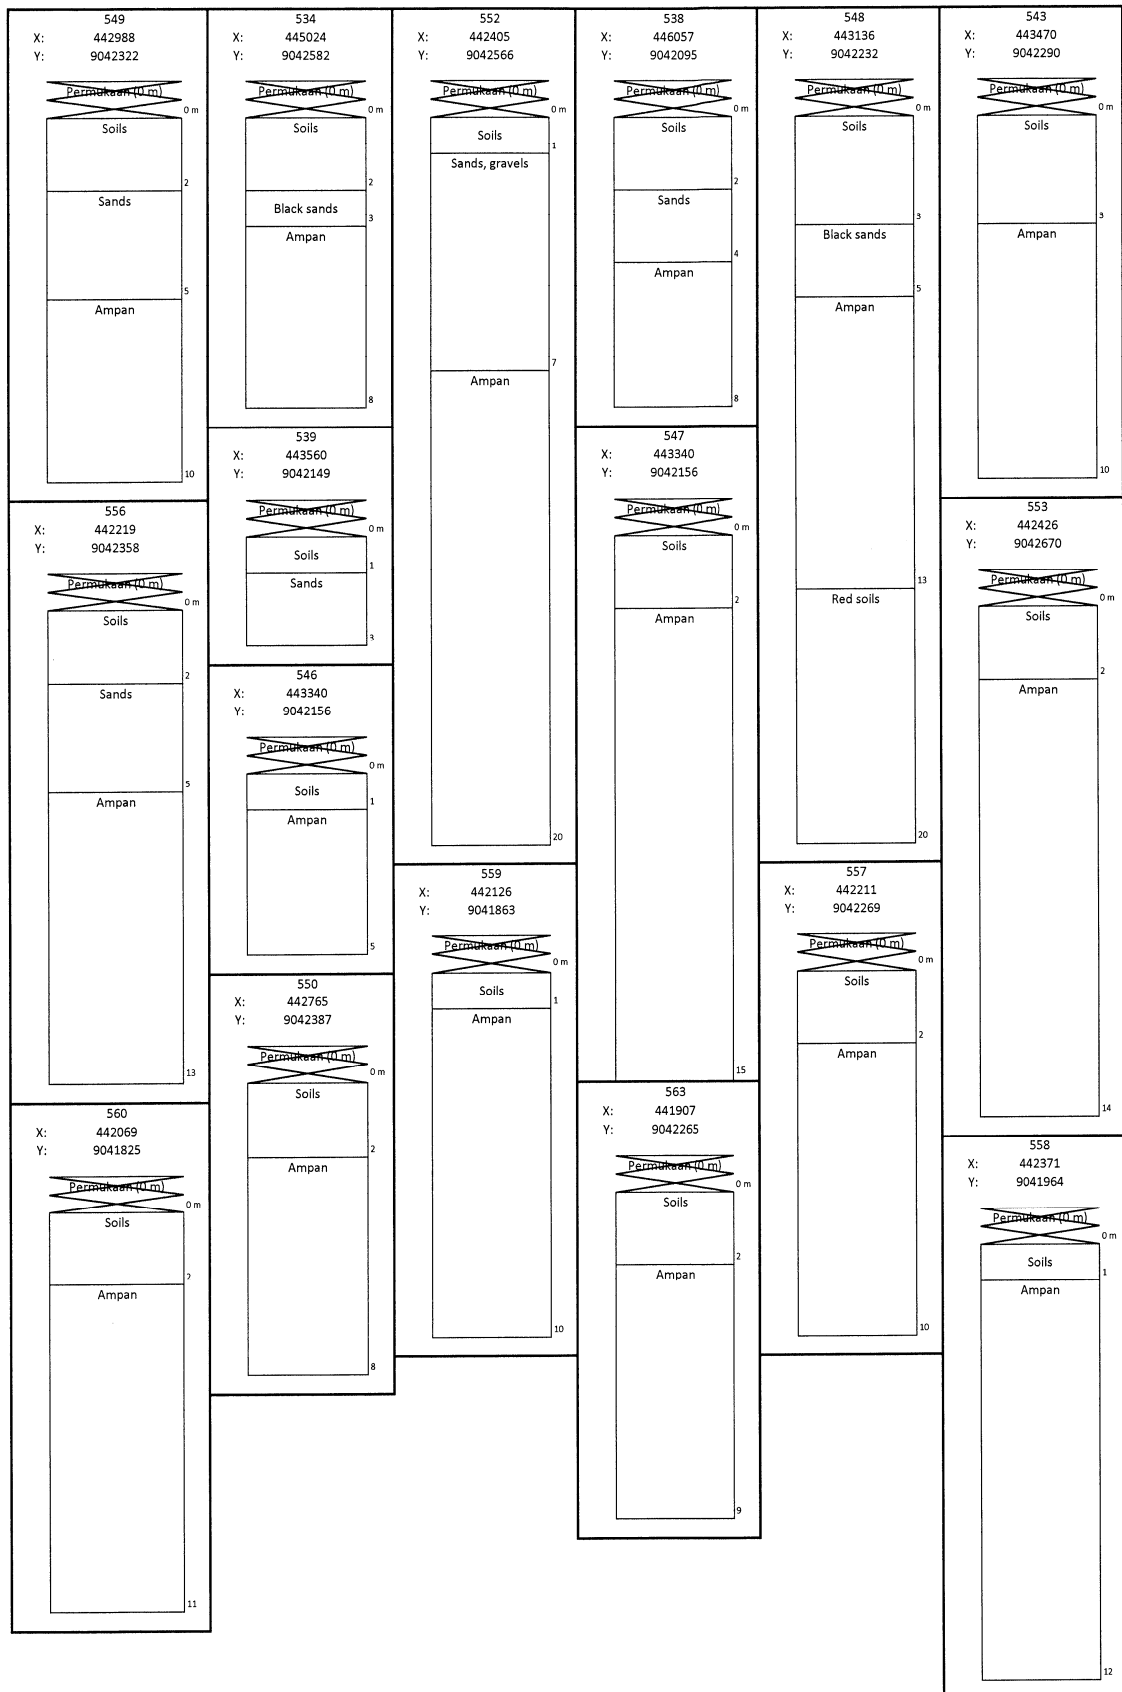 549
X: 442988
Y: 9042322
Permukaan (0 m)
0 m
Soils
2
Sands
5
Ampan
10
556
X: 442219
Y: 9042358
Permukaan (0 m)
0 m
Soils
2
Sands
5
Ampan
13
560
X: 442069
Y: 9041825
Permukaan (0 m)
0 m
Soils
2
Ampan
11
534
X: 445024
Y: 9042582
Permukaan (0 m)
0 m
Soils
2
Black sands
3
Ampan
8
539
X: 443560
Y: 9042149
Permukaan (0 m)
0 m
Soils
1
Sands
3
546
X: 443340
Y: 9042156
Permukaan (0 m)
0 m
Soils
1
Ampan
5
550
X: 442765
Y: 9042387
Permukaan (0 m)
0 m
Soils
2
Ampan
8
552
X: 442405
Y: 9042566
Permukaan (0 m)
0 m
Soils
1
Sands, gravels
7
Ampan
20
559
X: 442126
Y: 9041863
Permukaan (0 m)
0 m
Soils
1
Ampan
10
538
X: 446057
Y: 9042095
Permukaan (0 m)
0 m
Soils
2
Sands
4
Ampan
8
547
X: 443340
Y: 9042156
Permukaan (0 m)
0 m
Soils
2
Ampan
15
563
X: 441907
Y: 9042265
Permukaan (0 m)
0 m
Soils
2
Ampan
9
548
X: 443136
Y: 9042232
Permukaan (0 m)
0 m
Soils
3
Black sands
5
Ampan
13
Red soils
20
557
X: 442211
Y: 9042269
Permukaan (0 m)
0 m
Soils
2
Ampan
10
543
X: 443470
Y: 9042290
Permukaan (0 m)
0 m
Soils
3
Ampan
10
553
X: 442426
Y: 9042670
Permukaan (0 m)
0 m
Soils
2
Ampan
14
558
X: 442371
Y: 9041964
Permukaan (0 m)
0 m
Soils
1
Ampan
12